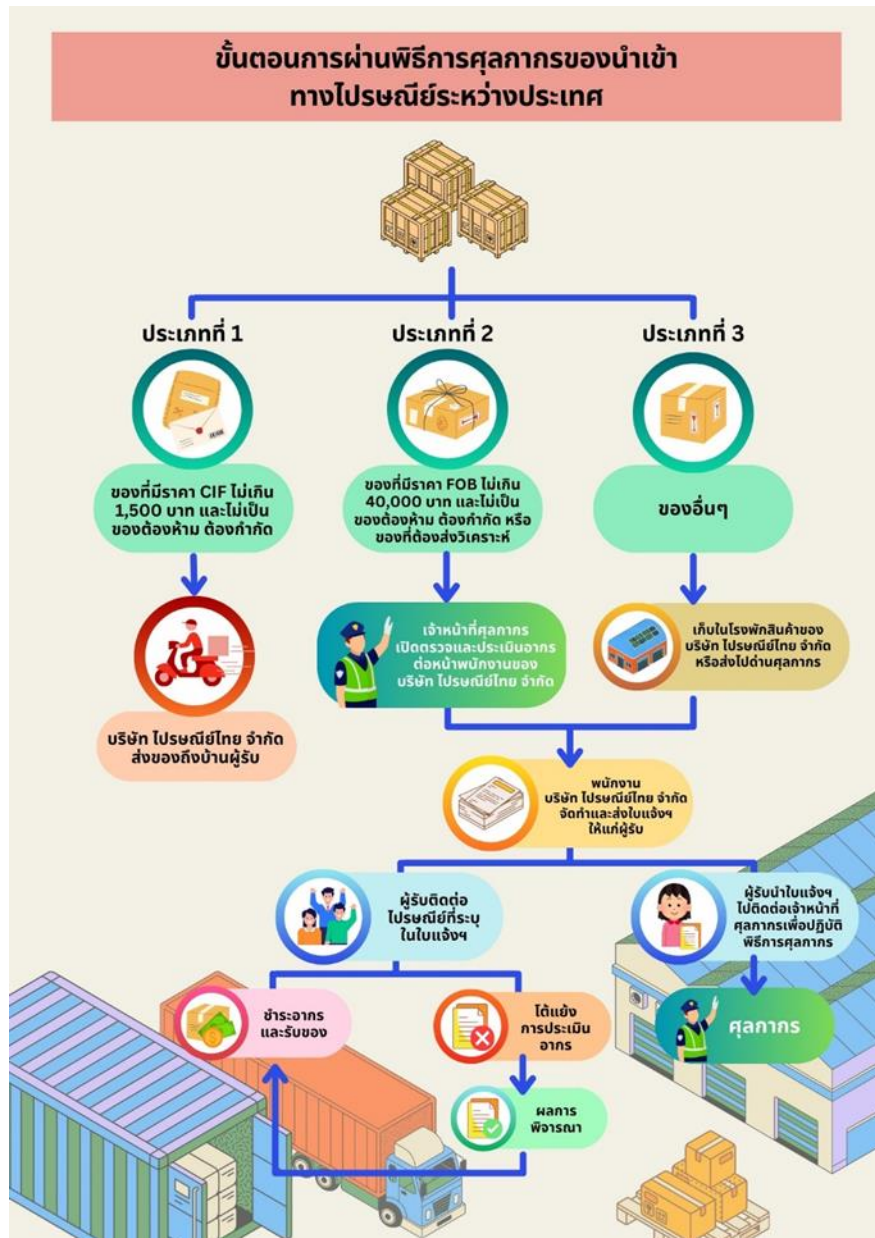 ขั้นตอนการผ่านพิธีการศุลกากรของนำเข้า
ทางไปรษณีย์ระหว่างประเทศ
ประเภทที่ 1
ประเภทที่ 2
ประเภทที่ 3
ของที่มีราคา CIF ไม่เกิน
1,500 บาท และไม่เป็น
ของต้องห้าม ต้องกำกัด
ของที่มีราคา FOB ไม่เกิน
40,000 บาท และไม่เป็น
ของต้องห้าม ต้องกำกัด หรือ
ของที่ต้องส่งวิเคราะห์
ของอื่นๆ
บริษัท ไปรษณีย์ไทย จำกัด
ส่งของถึงบ้านผู้รับ
เจ้าหน้าที่ศุลกากร
เปิดตรวจและประเมินอากร
ต่อหน้าพนักงานของ
บริษัท ไปรษณีย์ไทย จำกัด
เก็บในโรงพักสินค้าของ
บริษัท ไปรษณีย์ไทย จำกัด
หรือส่งไปด่านศุลกากร
พนักงาน
บริษัท ไปรษณีย์ไทย จำกัด
จัดทำและส่งใบแจ้งฯ
ให้แก่ผู้รับ
ผู้รับติดต่อ
ไปรษณีย์ที่ระบุ
ในใบแจ้งฯ
ผู้รับนำใบแจ้งฯ
ไปติดต่อเจ้าหน้าที่
ศุลกากรเพื่อปฏิบัติ
พิธีการศุลกากร
ชำระอากร
และรับของ
โต้แย้ง
การประเมิน
อากร
ศุลกากร
ผลการ
พิจารณา